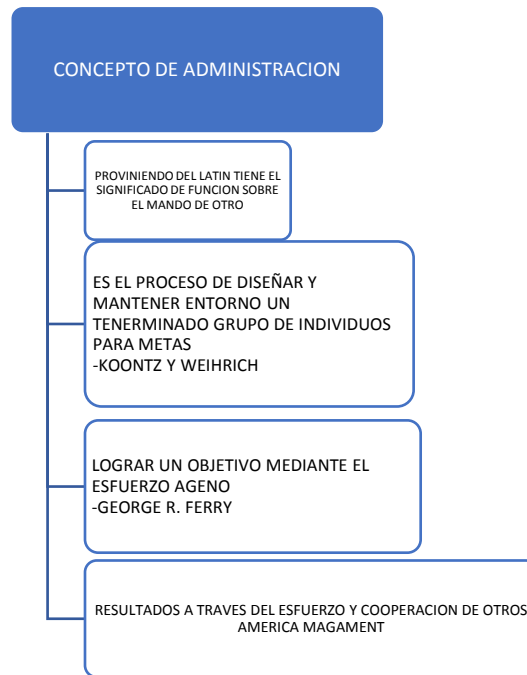 CONCEPTO DE ADMINISTRACION
PROVINIENDO DEL LATIN TIENE EL
SIGNIFICADO DE FUNCION SOBRE
EL MANDO DE OTRO
ES EL PROCESO DE DISEÑAR Y
MANTENER ENTORNO UN
TENERMINADO GRUPO DE INDIVIDUOS
PARA METAS
-KOONTZ Y WEIHRICH
LOGRAR UN OBJETIVO MEDIANTE EL
ESFUERZO AGENO
-GEORGE R. FERRY
RESULTADOS A TRAVES DEL ESFUERZO Y COOPERACION DE OTROS
AMERICA MAGAMENT